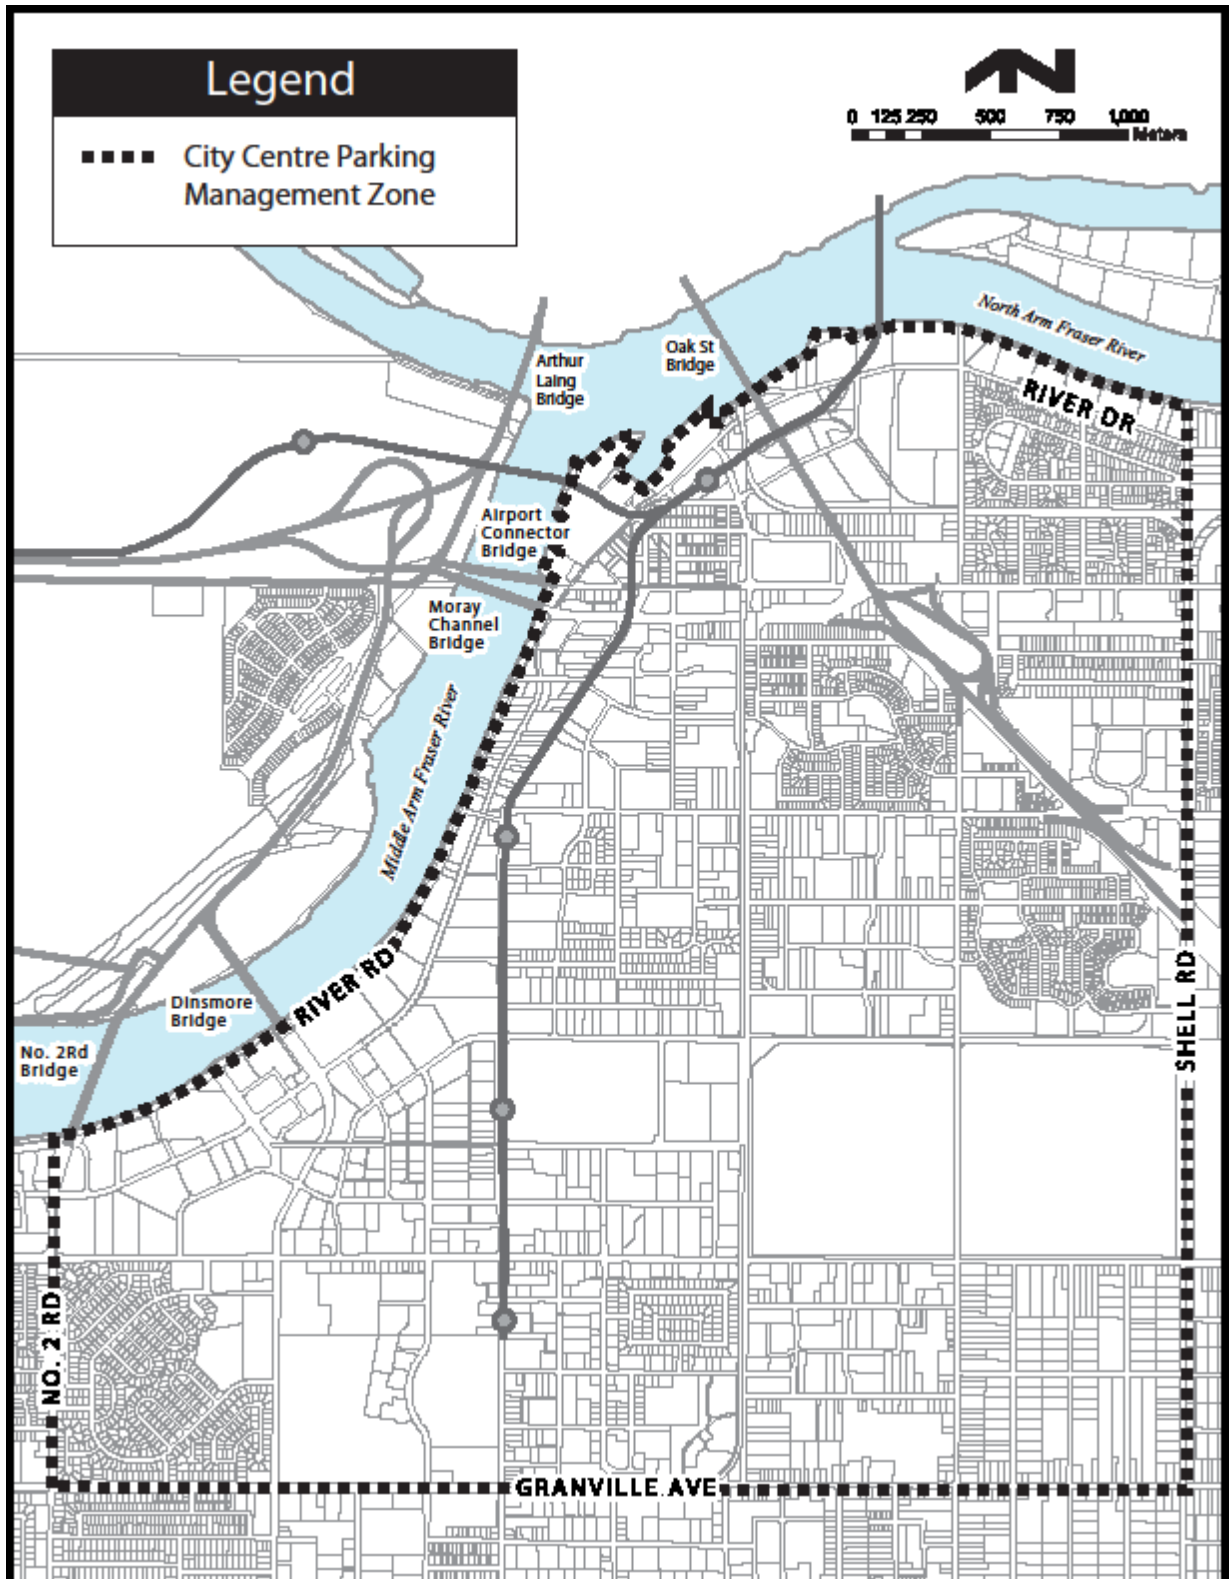 Legend
City Centre Parking
Management Zone
N
0 125 250 500 750 1,000
Meters
North Arm Fraser River
Oak St
Bridge
Arthur
Laing
Bridge
RIVER DR
Airport
Connector
Bridge
Moray
Channel
Bridge
Middle Arm Fraser River
RIVER RD
Dinsmore
Bridge
No. 2Rd
Bridge
SHELL RD
NO. 2 RD
GRANVILLE AVE